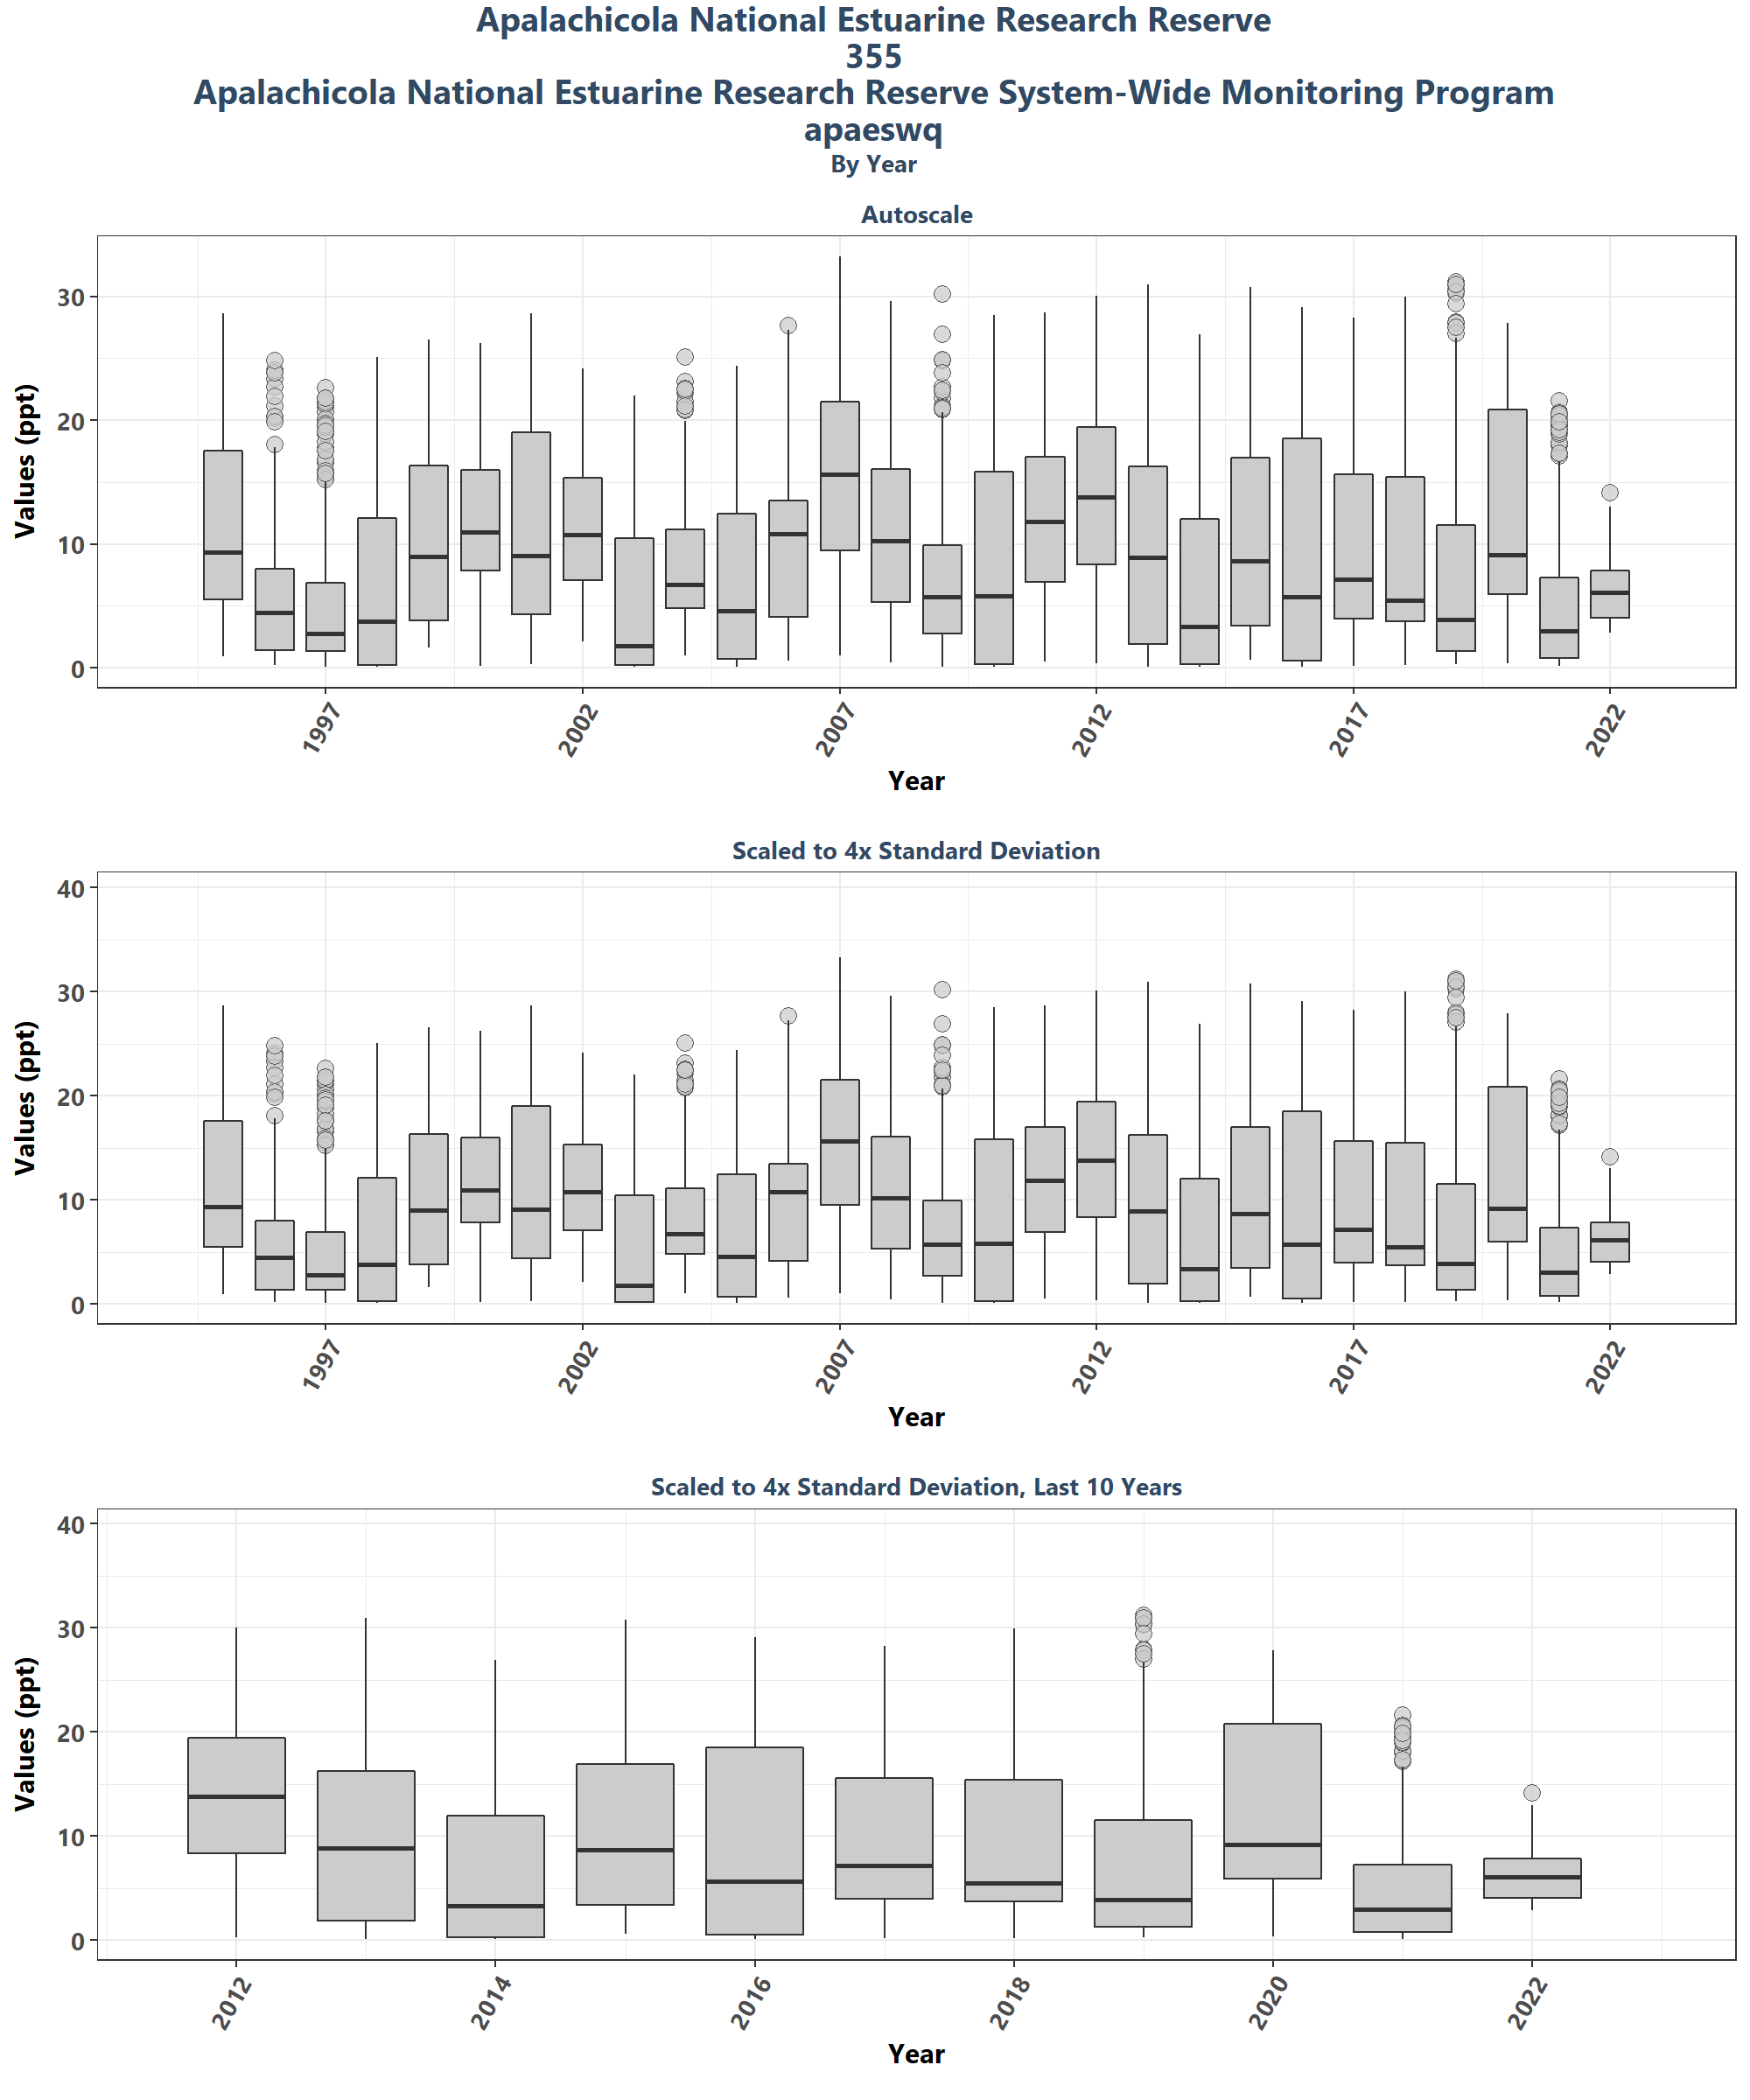 Apalachicola National Estuarine Research Reserve
355
Apalachicola National Estuarine Research Reserve System-Wide Monitoring Program
apaeswq
By Year
Autoscale
Values (ppt)
30
20
10
0
1997
2002
2007
2012
2017
2022
Year
Scaled to 4x Standard Deviation
Values (ppt)
40
30
20
10
0
1997
2002
2007
2012
2017
2022
Year
Scaled to 4x Standard Deviation, Last 10 Years
Values (ppt)
40
30
20
10
0
2012
2014
2016
2018
2020
2022
Year